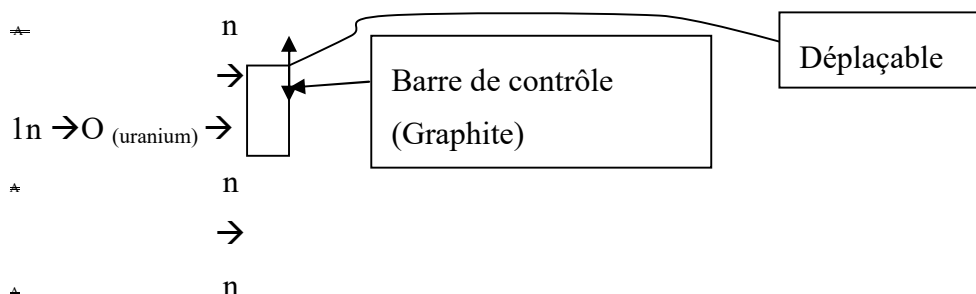 n
Déplaçable
→
Barre de contrôle
(Graphite)
1n →O (uranium) →
n
→
n